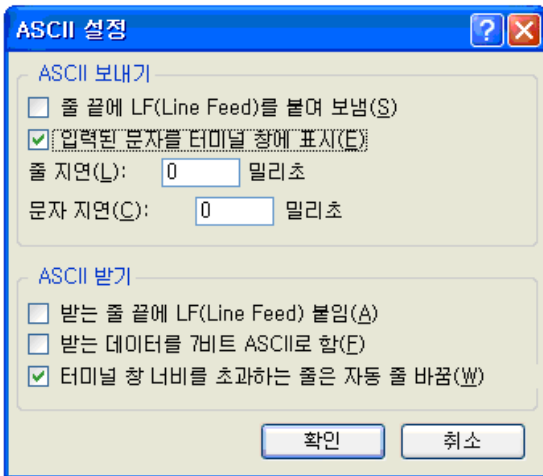 ASCII 설정
ASCII 보내기
줄 끝에 LF(Line Feed)를 붙여 보냄(S)
입력된 문자를 터미널 창에 표시(E)
줄 지연(L): 0 밀리초
문자 지연(C): 0 밀리초
ASCII 받기
받는 줄 끝에 LF(Line Feed) 붙임(A)
받는 데이터를 7비트 ASCII로 함(F)
터미널 창 너비를 초과하는 줄은 자동 줄 바꿈(W)
확인 취소